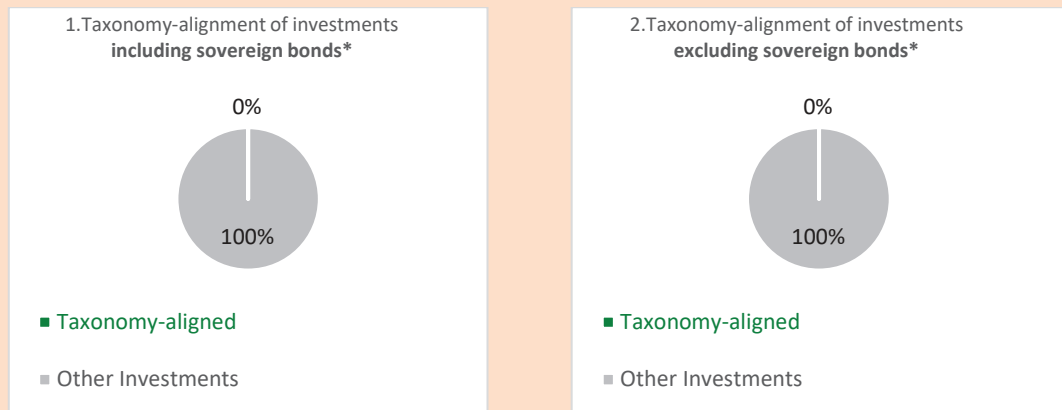 1.Taxonomy-alignment of investments
including sovereign bonds*
0%
100%
Taxonomy-aligned
Other Investments
2.Taxonomy-alignment of investments
excluding sovereign bonds*
0%
100%
Taxonomy-aligned
Other Investments